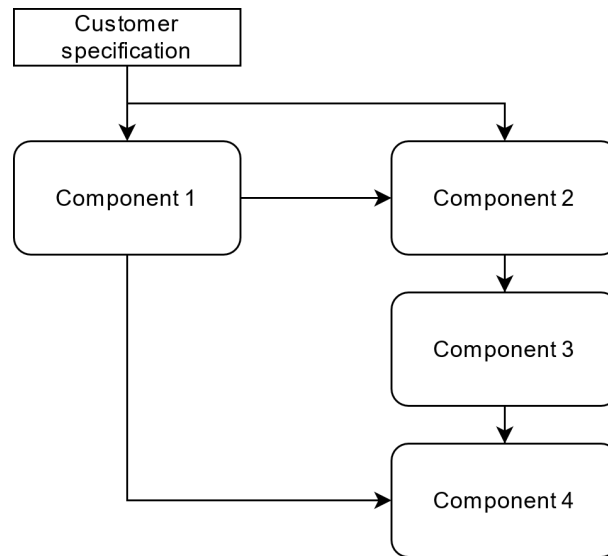 Customer
specification
Component 1
Component 2
Component 3
Component 4